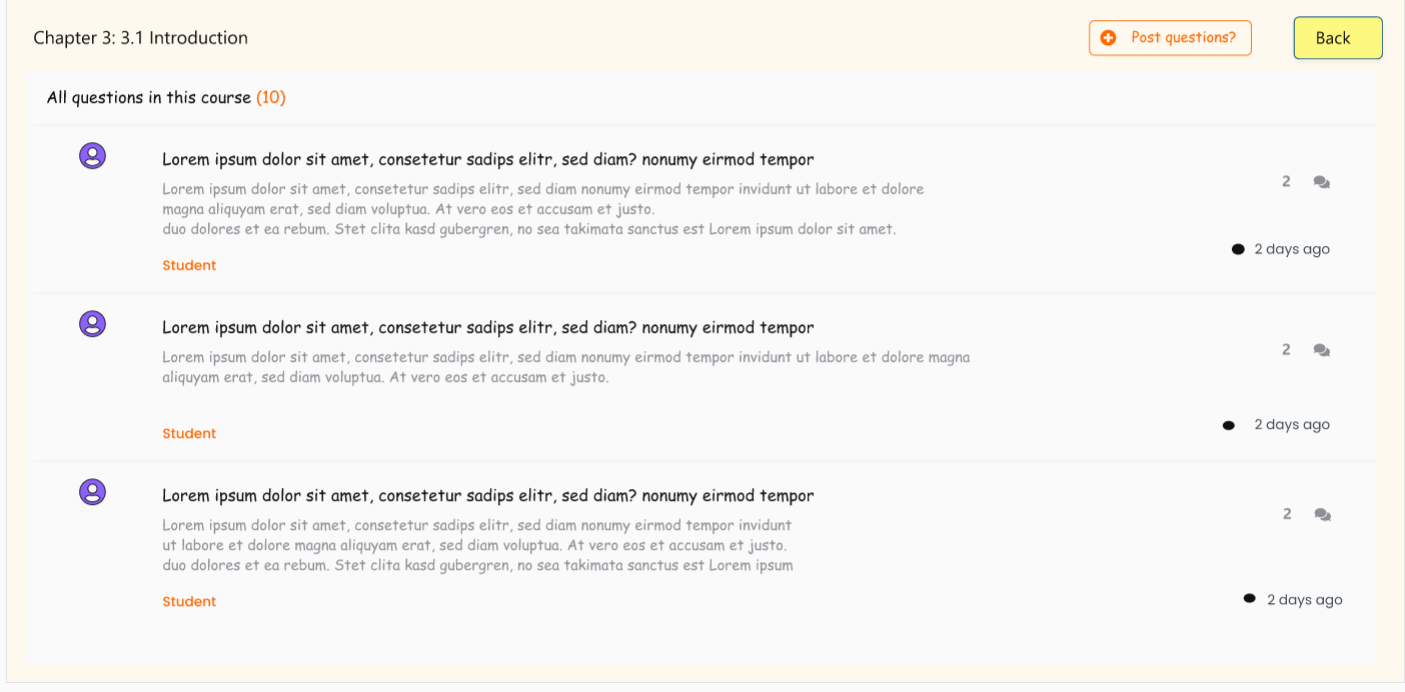 Chapter 3: 3.1 Introduction
Post questions?
Back
All questions in this course (10)
Lorem ipsum dolor sit amet, consetetur sadips elitr, sed diam? nonumy eirmod tempor
Lorem ipsum dolor sit amet, consetetur sadips elitr, sed diam nonumy eirmod tempor invidunt ut labore et dolore
magna aliquyam erat, sed diam voluptua. At vero eos et accusam et justo.
duo dolores et ea rebum. Stet clita kasd gubergren, no sea takimata sanctus est Lorem ipsum dolor sit amet.
2
Student
2 days ago
Lorem ipsum dolor sit amet, consetetur sadips elitr, sed diam? nonumy eirmod tempor
Lorem ipsum dolor sit amet, consetetur sadips elitr, sed diam nonumy eirmod tempor invidunt ut labore et dolore magna
aliquyam erat, sed diam voluptua. At vero eos et accusam et justo.
2
Student
2 days ago
Lorem ipsum dolor sit amet, consetetur sadips elitr, sed diam? nonumy eirmod tempor
Lorem ipsum dolor sit amet, consetetur sadips elitr, sed diam nonumy eirmod tempor invidunt
ut labore et dolore magna aliquyam erat, sed diam voluptua. At vero eos et accusam et justo.
duo dolores et ea rebum. Stet clita kasd gubergren, no sea takimata sanctus est Lorem ipsum
2
Student
2 days ago